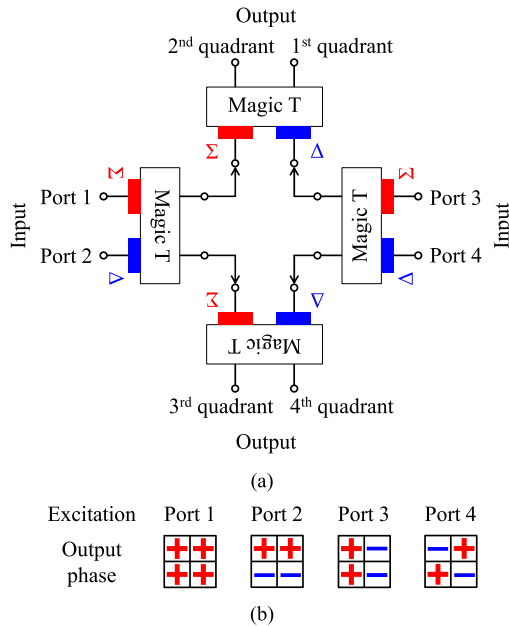 Output
2nd quadrant 1st quadrant
Magic T
Σ Δ
Σ Σ
Port 1 Magic T Magic T Port 3
Input Input
Port 2 Port 4
Δ Δ
Σ Δ
Magic T
3rd quadrant 4th quadrant
Output
(a)
Excitation Port 1 Port 2 Port 3 Port 4
Output + + + + + − − +
phase + + − − + − + −
(b)